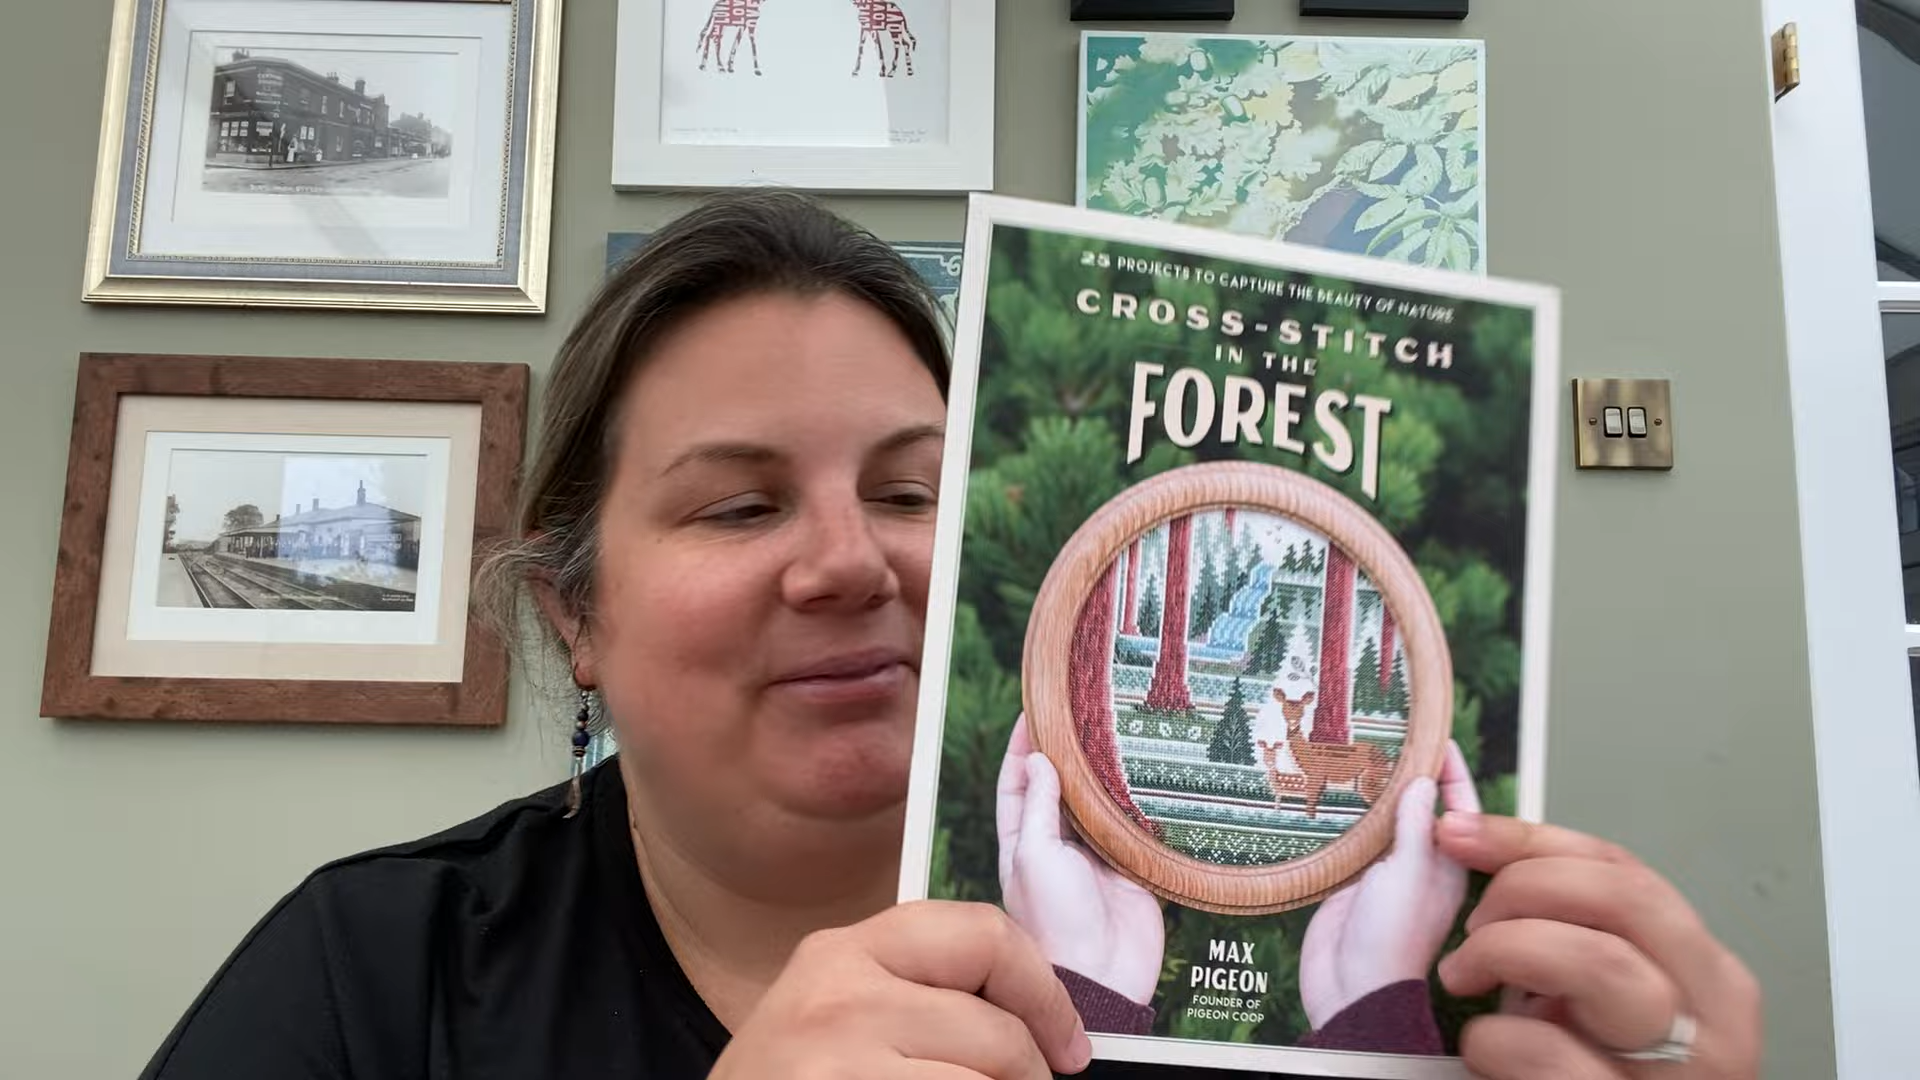 25 PROJECTS TO CAPTURE THE BEAUTY OF NATURE
CROSS-STITCH
IN THE
FOREST
MAX
PIGEON
FOUNDER OF
PIGEON COOP